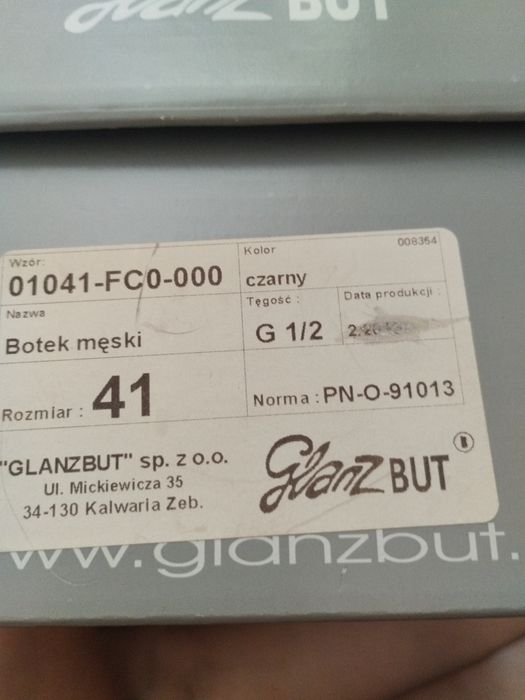 Glanz BUT
Wzór:
01041-FC0-000
Kolor
008354
czarny
Nazwa
Botek męski
Tęgość :
G 1/2
Data produkcji :
Rozmiar : 41
Norma : PN-O-91013
"GLANZBUT" sp. z o.o.
Ul. Mickiewicza 35
34-130 Kalwaria Zeb.
Glanz BUT
www.glanzbut.